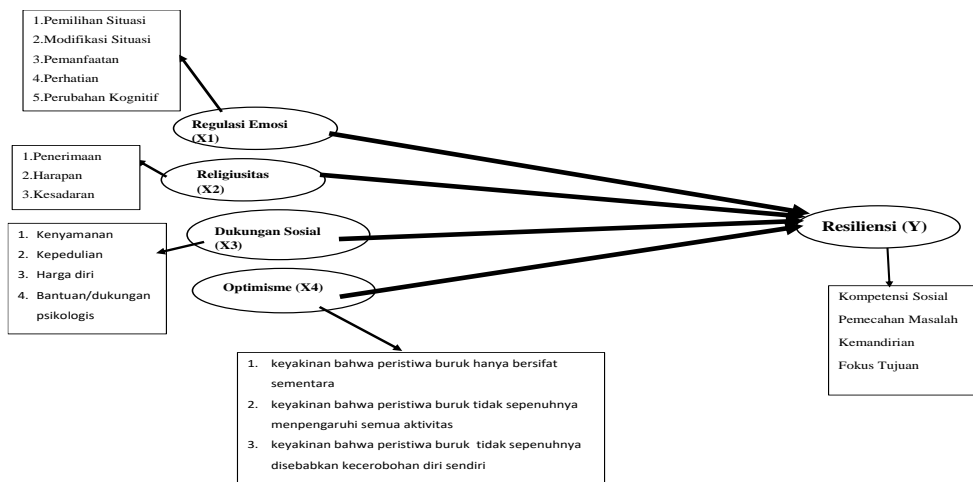 1.Pemilihan Situasi
2.Modifikasi Situasi
3.Pemanfaatan
4.Perhatian
5.Perubahan Kognitif
Regulasi Emosi
(X1)
1.Penerimaan
2.Harapan
3.Kesadaran
Religiusitas
(X2)
1. Kenyamanan
2. Kepedulian
3. Harga diri
4. Bantuan/dukungan
psikologis
Dukungan Sosial
(X3)
Optimisme (X4)
1. keyakinan bahwa peristiwa buruk hanya bersifat
sementara
2. keyakinan bahwa peristiwa buruk tidak sepenuhnya
menpengaruhi semua aktivitas
3. keyakinan bahwa peristiwa buruk tidak sepenuhnya
disebabkan kecerobohan diri sendiri
Resiliensi (Y)
Kompetensi Sosial
Pemecahan Masalah
Kemandirian
Fokus Tujuan